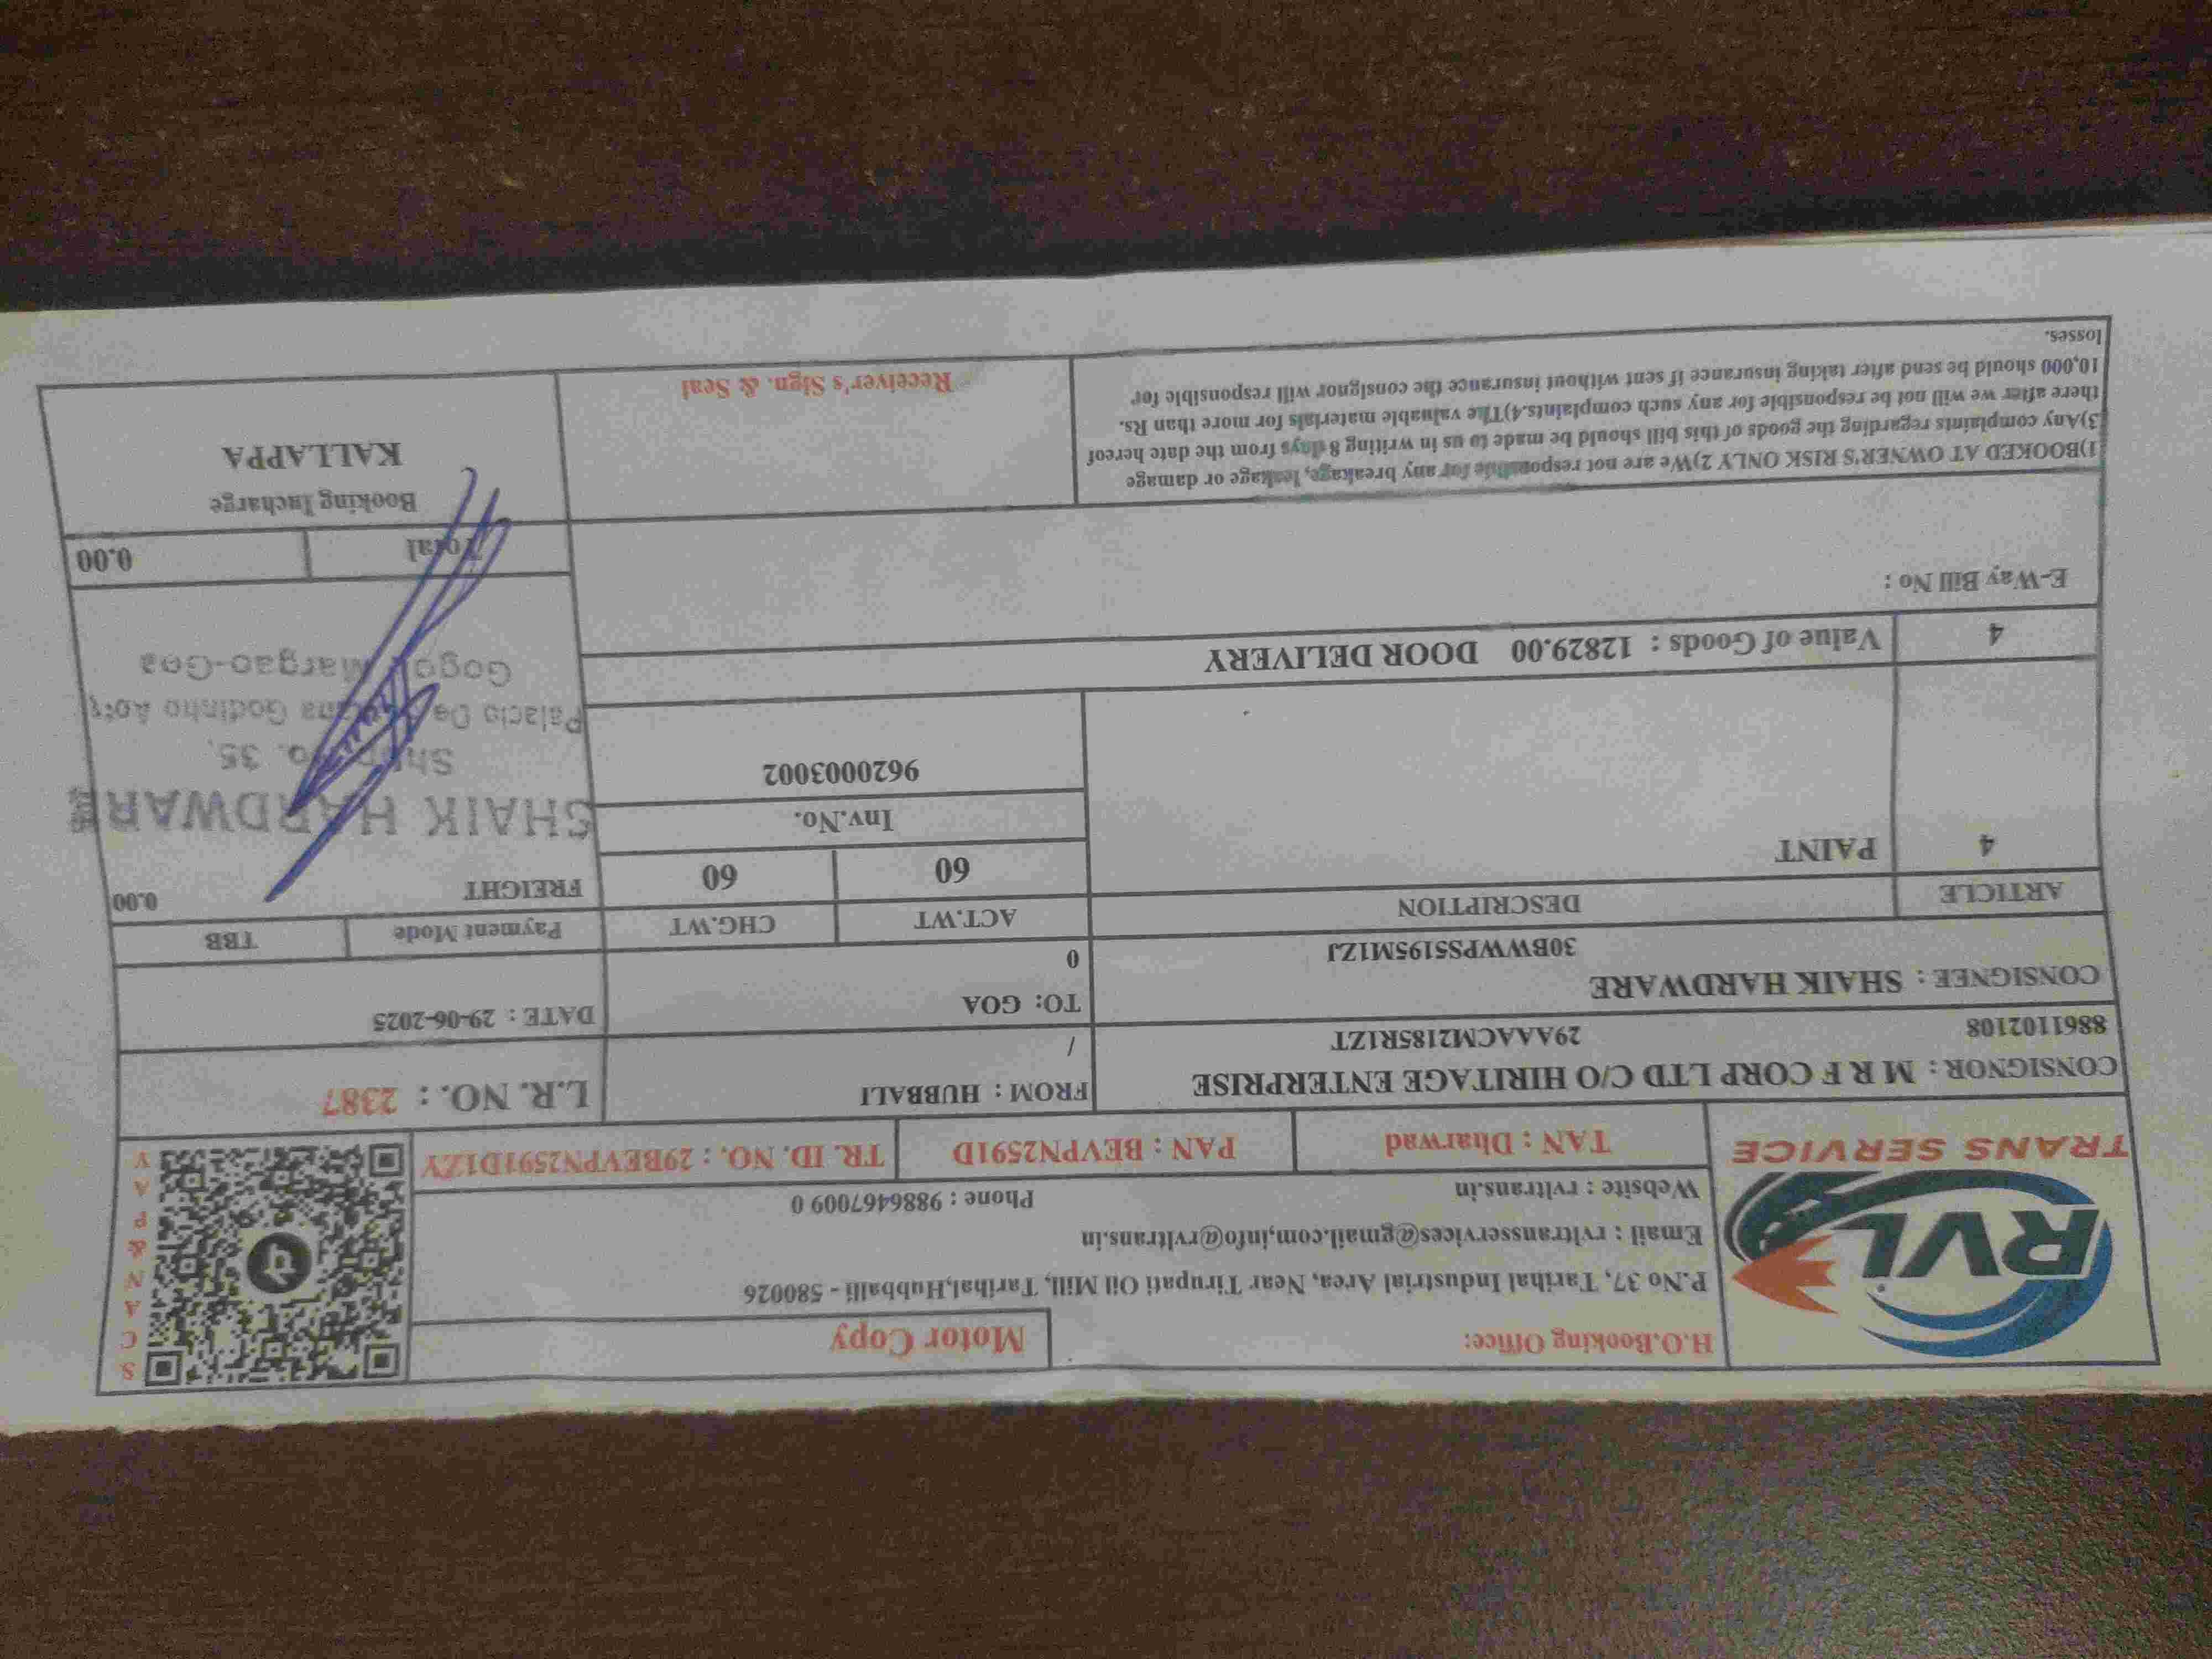 RVL
TRANS SERVICE
H.O.Booking Office:
Motor Copy
P.No 37, Tarihal Industrial Area, Near Tirupati Oil Mill, Tarihal,Hubballi - 580026
Email : rvltransservices@gmail.com,info@rvltrans.in
Website : rvltrans.in
Phone : 9886467009 0
TAN : Dharwad
PAN : BEVPN2591D
TR. ID. NO. : 29BEVPN2591D1ZY
SCAN & PAY
CONSIGNOR : M R F CORP LTD C/O HIRITAGE ENTERPRISE
8861102108
29AAACM2185R1ZT
FROM : HUBBALI
/
L.R. NO. : 2387
CONSIGNEE : SHAIK HARDWARE
30BWWPS5195M1ZJ
TO: GOA
0
DATE : 29-06-2025
ARTICLE
DESCRIPTION
ACT.WT
CHG.WT
Payment Mode
TBB
4
PAINT
60
60
FREIGHT
0.00
Inv.No.
9620003002
SHAIK HARDWARE
Shop No. 35,
Palacio De Godinho Apts
Gogol Margao-Goa
4
Value of Goods : 12829.00 DOOR DELIVERY
E-Way Bill No :
Total
0.00
1)BOOKED AT OWNER'S RISK ONLY 2)We are not responsible for any breakage, leakage or damage
3)Any complaints regarding the goods of this bill should be made to us in writing 8 days from the date hereof
there after we will not be responsible for any such complaints.4)The valuable materials for more than Rs.
10,000 should be send after taking insurance if sent without insurance the consignor will responsible for
losses.
Receiver's Sign. & Seal
Booking Incharge
KALLAPPA